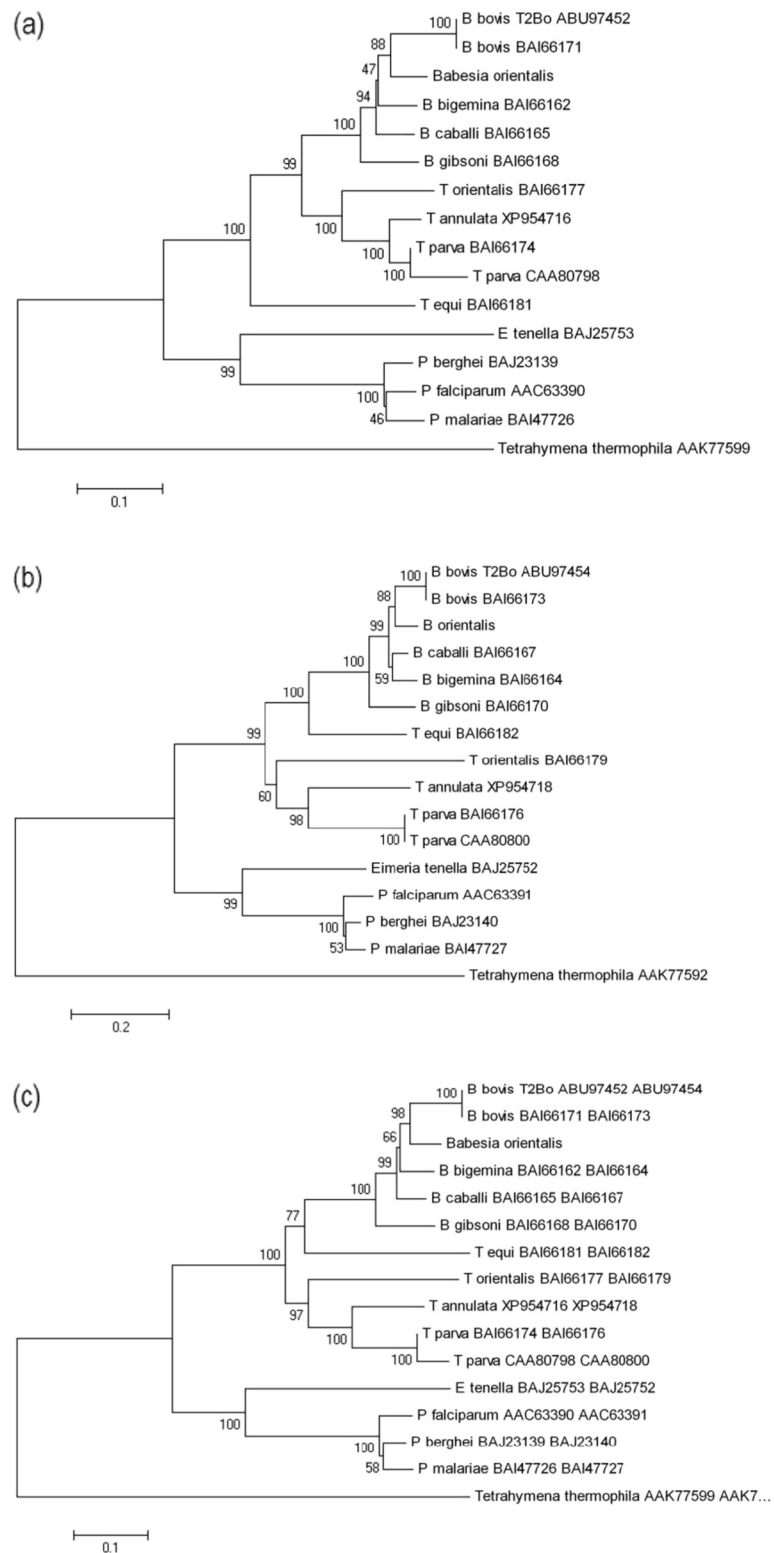 (a)
100
B bovis T2Bo ABU97452
B bovis BAI66171
88
47
Babesia orientalis
94
B bigemina BAI66162
100
B caballi BAI66165
B gibsoni BAI66168
99
T orientalis BAI66177
100
T annulata XP954716
100
T parva BAI66174
100
T parva CAA80798
100
T equi BAI66181
E tenella BAJ25753
99
P berghei BAJ23139
100
P falciparum AAC63390
46
P malariae BAI47726
Tetrahymena thermophila AAK77599
0.1
(b)
100
B bovis T2Bo ABU97454
B bovis BAI66173
88
B orientalis
99
B caballi BAI66167
100
59
B bigemina BAI66164
100
B gibsoni BAI66170
99
T equi BAI66182
T orientalis BAI66179
60
T annulata XP954718
98
T parva BAI66176
100
T parva CAA80800
Eimeria tenella BAJ25752
99
P falciparum AAC63391
100
P berghei BAJ23140
53
P malariae BAI47727
Tetrahymena thermophila AAK77592
0.2
(c)
100
B bovis T2Bo ABU97452 ABU97454
B bovis BAI66171 BAI66173
98
66
Babesia orientalis
99
B bigemina BAI66162 BAI66164
100
B caballi BAI66165 BAI66167
77
B gibsoni BAI66168 BAI66170
100
T equi BAI66181 BAI66182
T orientalis BAI66177 BAI66179
97
T annulata XP954716 XP954718
100
T parva BAI66174 BAI66176
100
T parva CAA80798 CAA80800
E tenella BAJ25753 BAJ25752
100
P falciparum AAC63390 AAC63391
100
P berghei BAJ23139 BAJ23140
58
P malariae BAI47726 BAI47727
Tetrahymena thermophila AAK77599 AAK7...
0.1